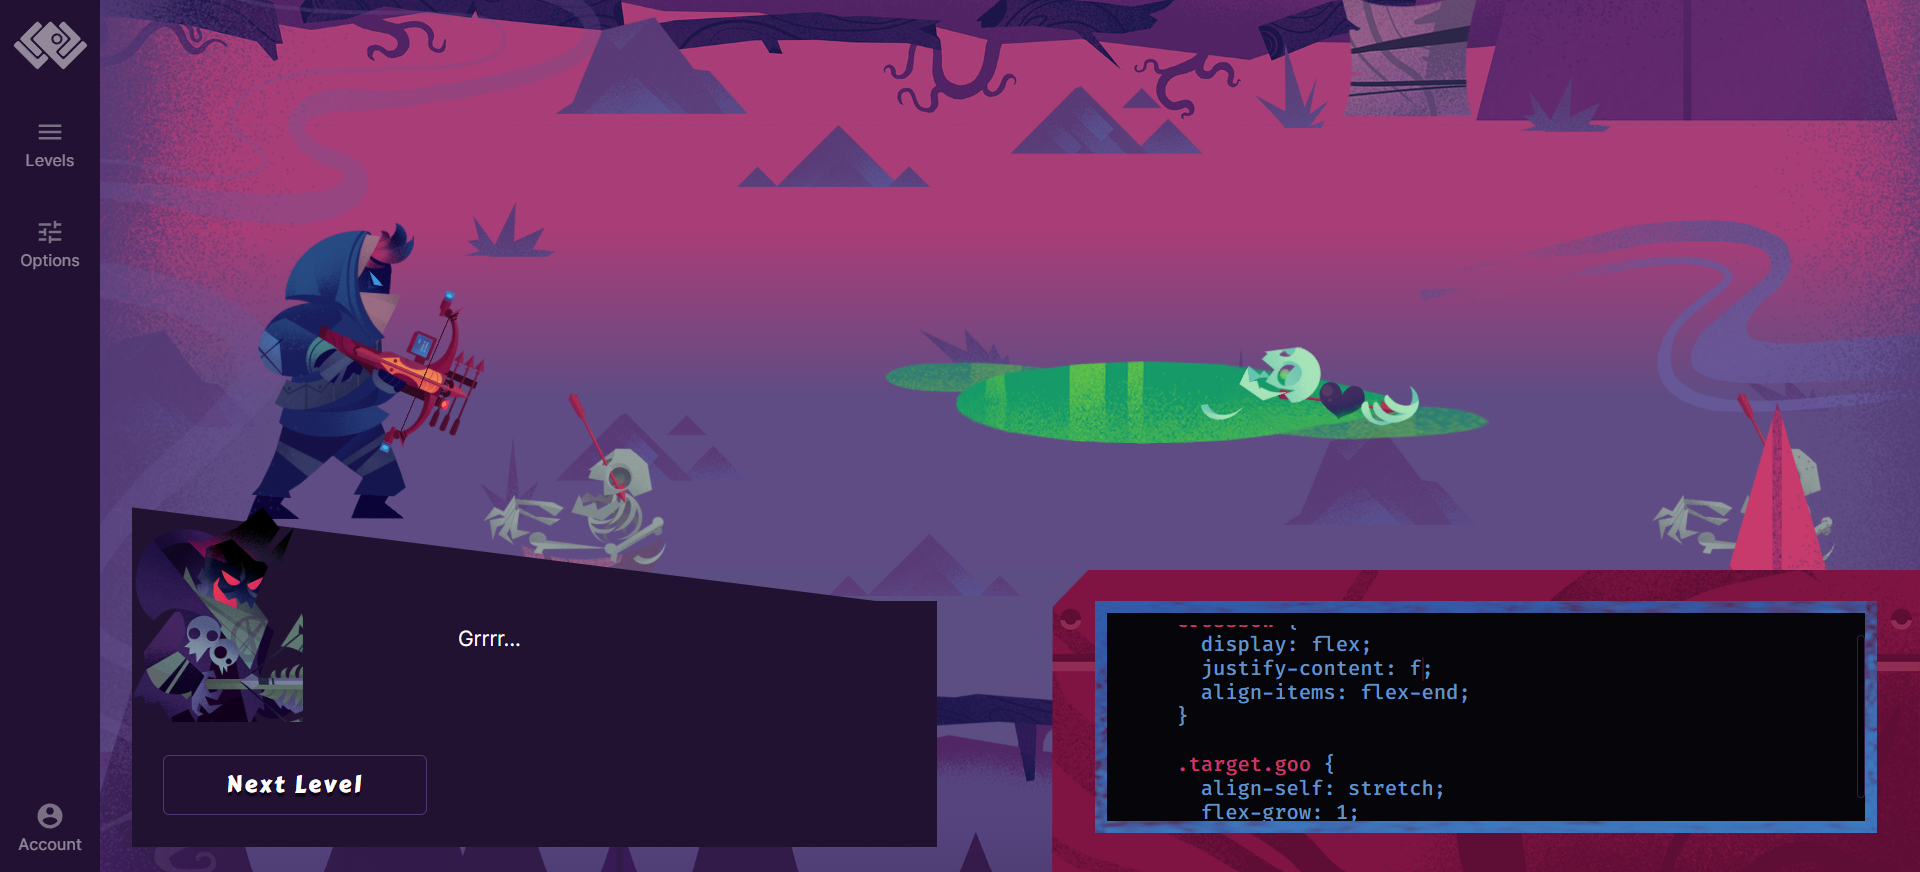 Levels
Options
Grrrr...
Next Level
Account
display: flex;
justify-content: f;
align-items: flex-end;
}
.target.goo {
align-self: stretch;
flex-grow: 1;